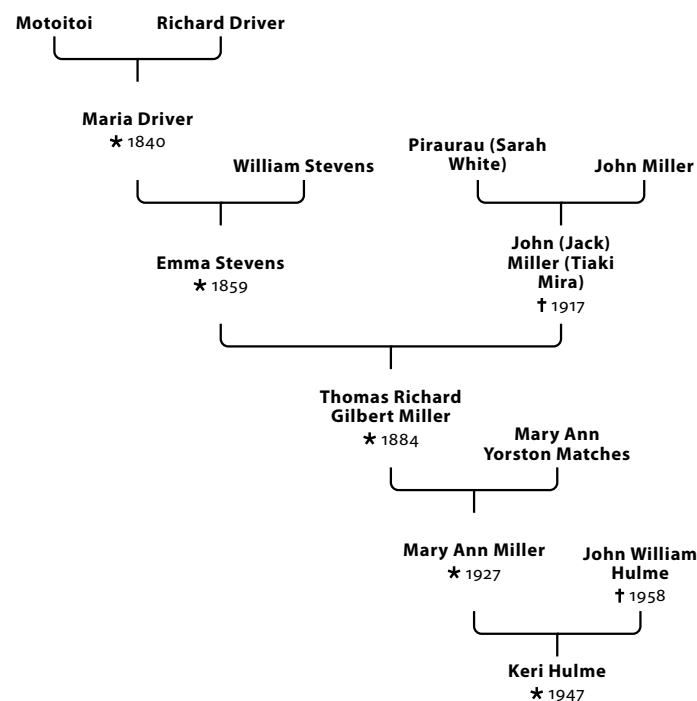 Motoitoi
Richard Driver
Maria Driver
* 1840
William Stevens
Piraurau (Sarah
White)
John Miller
Emma Stevens
* 1859
John (Jack)
Miller (Tiaki
Mira)
† 1917
Thomas Richard
Gilbert Miller
* 1884
Mary Ann
Yorston Matches
Mary Ann Miller
* 1927
John William
Hulme
† 1958
Keri Hulme
* 1947